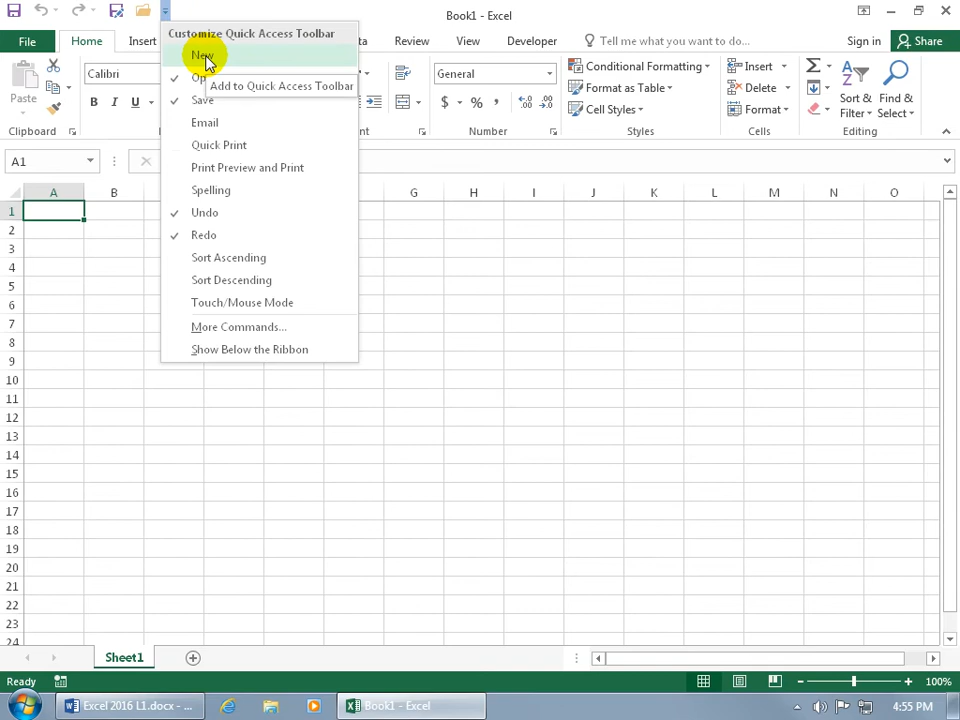 Book1 - Excel
File
Home
Insert
ta
Review
View
Developer
Tell me what you want to do...
Sign in
Share
Customize Quick Access Toolbar
New
Add to Quick Access Toolbar
Save
Email
Quick Print
Print Preview and Print
Spelling
Undo
Redo
Sort Ascending
Sort Descending
Touch/Mouse Mode
More Commands...
Show Below the Ribbon
Paste
Calibri
B I U
General
$ % ,
Conditional Formatting
Format as Table
Cell Styles
Insert
Delete
Format
Sort & Filter
Find & Select
Clipboard
nt
Number
Styles
Cells
Editing
A1
A B G H I J K L M N O
1
2
3
4
5
6
7
8
9
10
11
12
13
14
15
16
17
18
19
20
21
22
23
24
Sheet1
Ready
100%
Excel 2016 L1.docx - ...
Book1 - Excel
4:55 PM